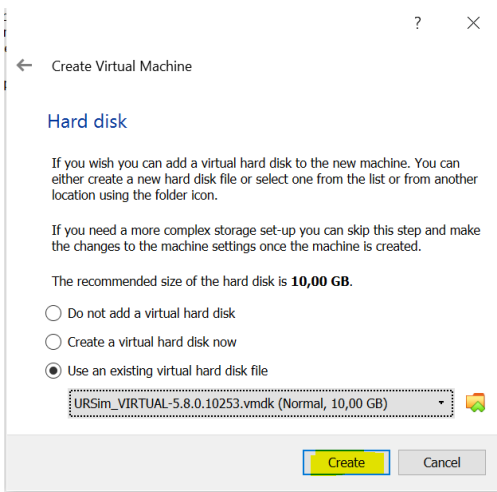 ?
Create Virtual Machine
Hard disk
If you wish you can add a virtual hard disk to the new machine. You can
either create a new hard disk file or select one from the list or from another
location using the folder icon.
If you need a more complex storage set-up you can skip this step and make
the changes to the machine settings once the machine is created.
The recommended size of the hard disk is 10,00 GB.
Do not add a virtual hard disk
Create a virtual hard disk now
Use an existing virtual hard disk file
URSim_VIRTUAL-5.8.0.10253.vmdk (Normal, 10,00 GB)
Create Cancel